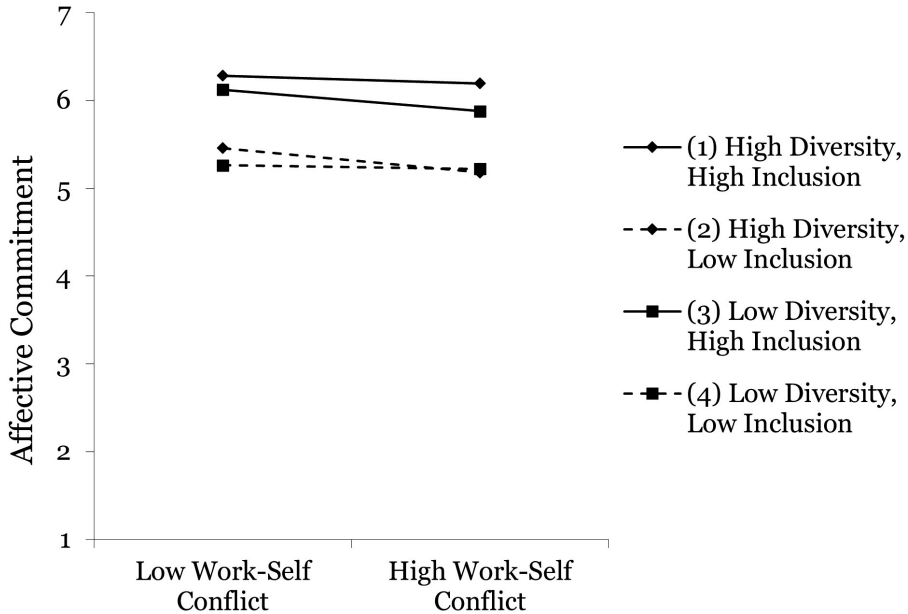 7
6
5
4
3
2
1
Affective Commitment
Low Work-Self
Conflict
High Work-Self
Conflict
(1) High Diversity,
High Inclusion
(2) High Diversity,
Low Inclusion
(3) Low Diversity,
High Inclusion
(4) Low Diversity,
Low Inclusion